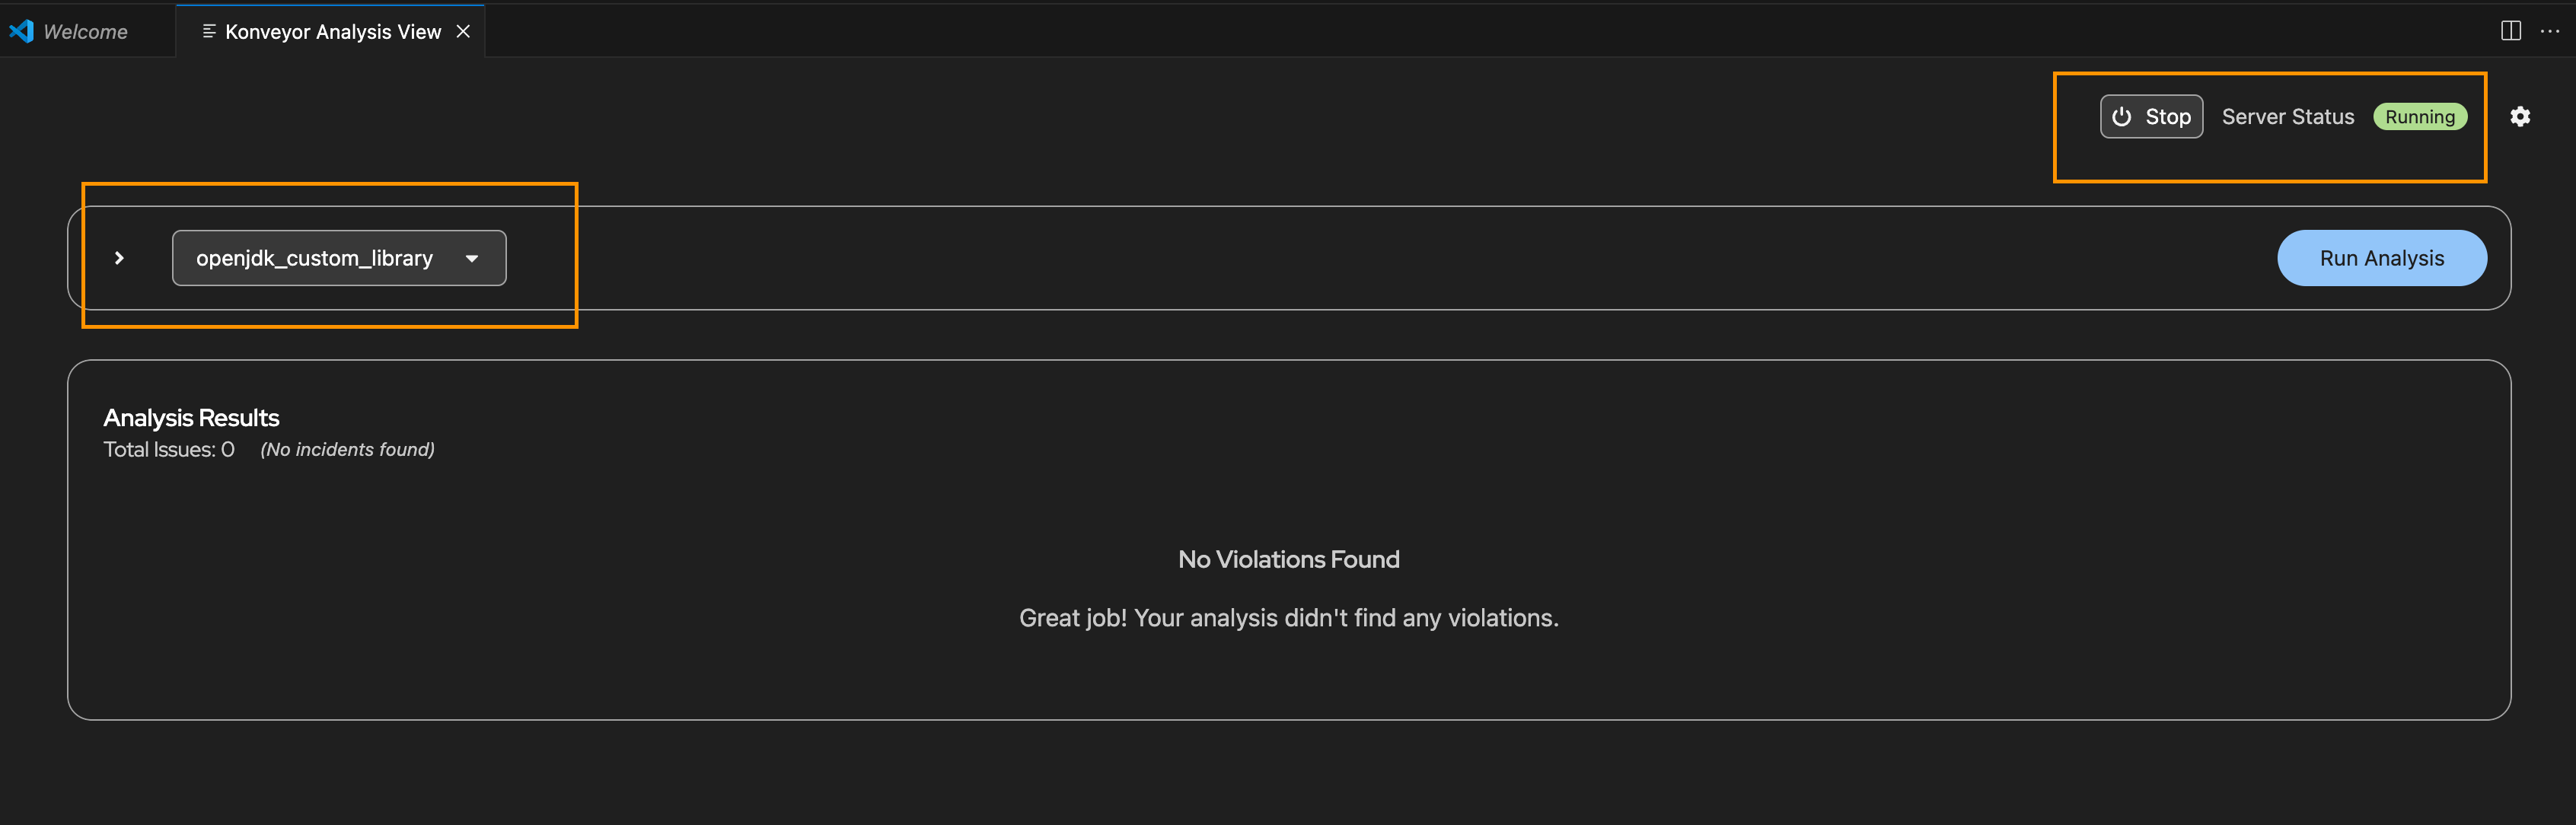 Welcome
Konveyor Analysis View
Stop Server Status Running
openjdk_custom_library
Run Analysis
Analysis Results
Total Issues: 0 (No incidents found)
No Violations Found
Great job! Your analysis didn't find any violations.